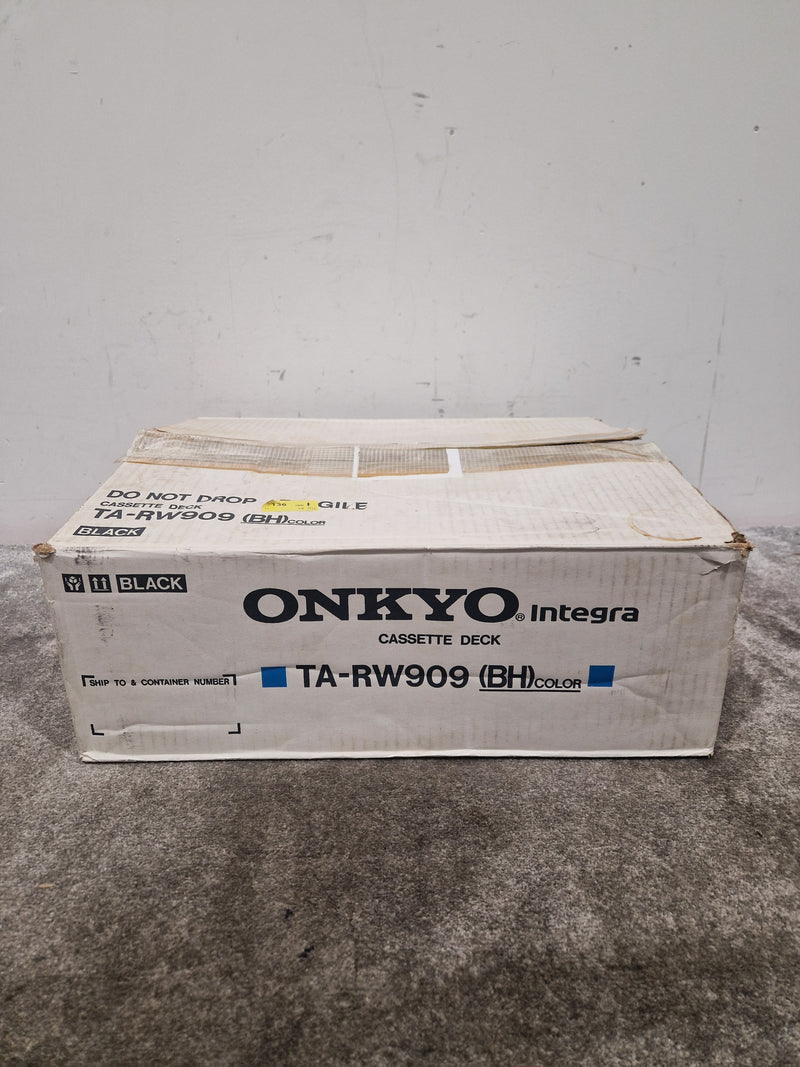 DO NOT DROP
CASSETTE DECK
TA-RW909 (BH)COLOR
BLACK
BLACK
ONKYO® Integra
CASSETTE DECK
TA-RW909 (BH)COLOR
SHIP TO & CONTAINER NUMBER